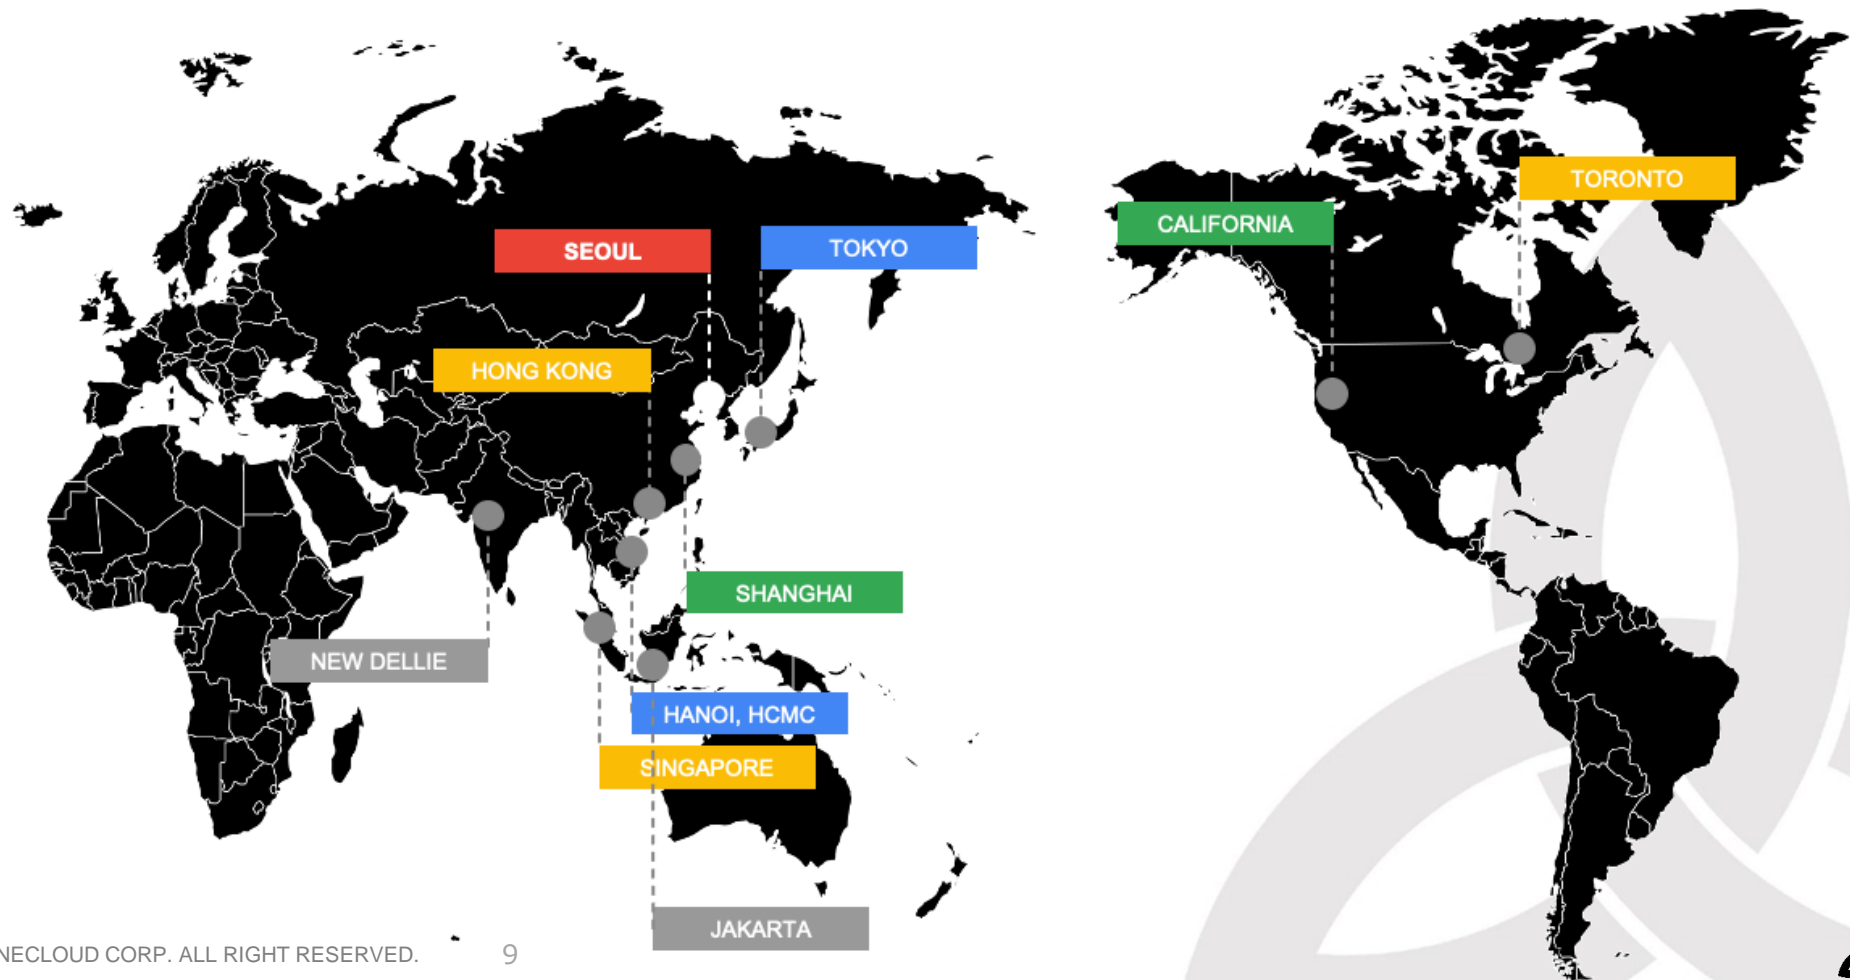 TORONTO
CALIFORNIA
SEOUL
TOKYO
HONG KONG
SHANGHAI
NEW DELLIE
HANOI, HCMC
SINGAPORE
JAKARTA
NECLOUD CORP. ALL RIGHT RESERVED.
9